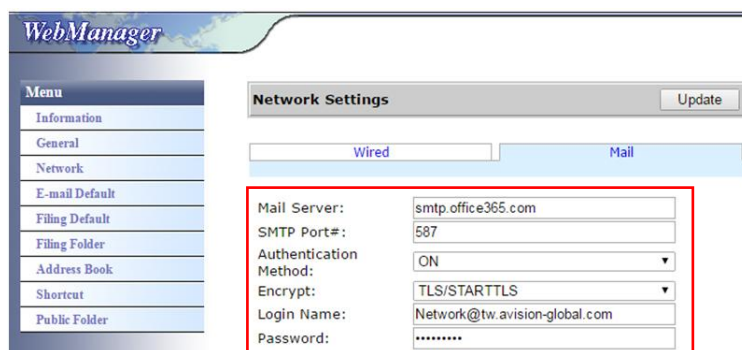 WebManager
Menu
Information
General
Network
E-mail Default
Filing Default
Filing Folder
Address Book
Shortcut
Public Folder
Network Settings Update
Wired Mail
Mail Server: smtp.office365.com
SMTP Port#: 587
Authentication
Method: ON
Encrypt: TLS/STARTTLS
Login Name: Network@tw.avision-global.com
Password: •••••••••